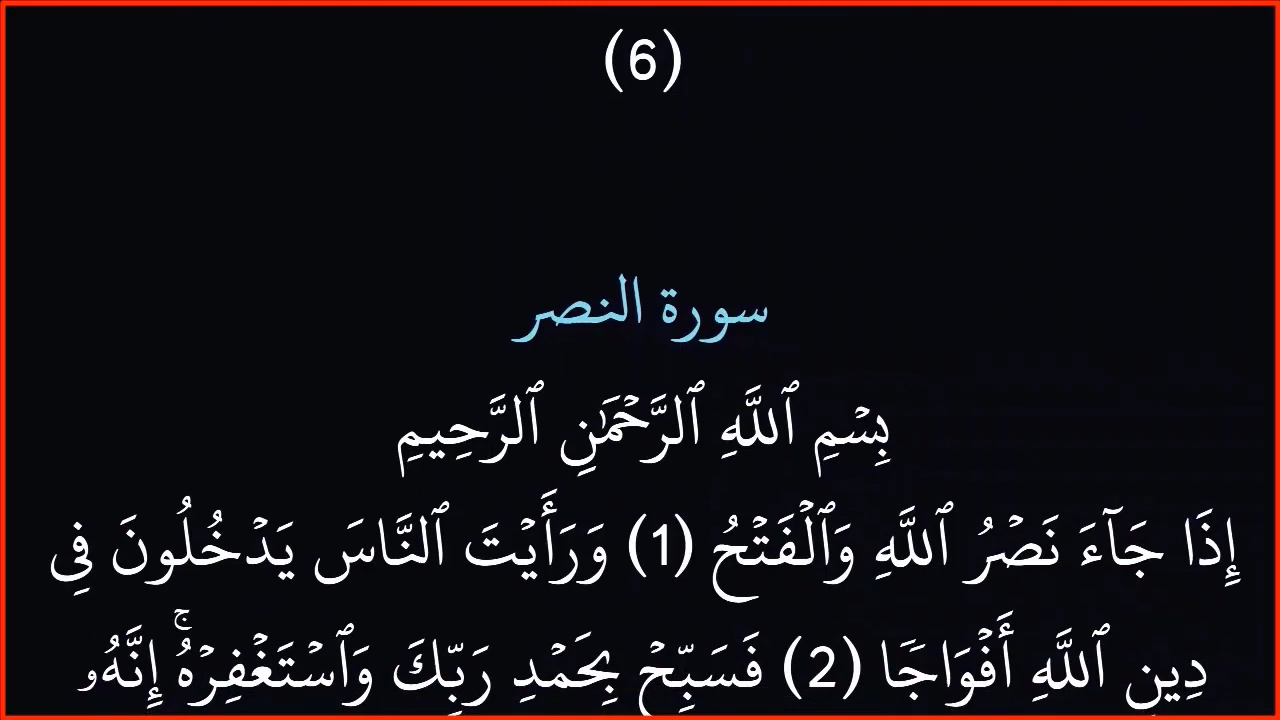 (6)
سورة النصر
بِسْمِ ٱللَّهِ ٱلرَّحْمَٰنِ ٱلرَّحِيمِ
إِذَا جَآءَ نَصْرُ ٱللَّهِ وَٱلْفَتْحُ (1) وَرَأَيْتَ ٱلنَّاسَ يَدْخُلُونَ فِى
دِينِ ٱللَّهِ أَفْوَاجًا (2) فَسَبِّحْ بِحَمْدِ رَبِّكَ وَٱسْتَغْفِرْهُ ۚ إِنَّهُۥ